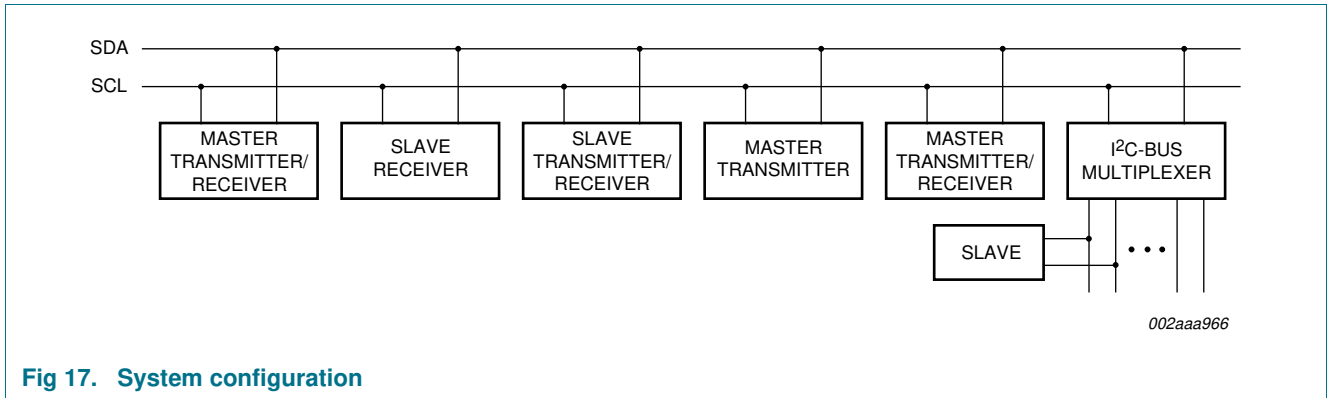 SDA
SCL
MASTER
TRANSMITTER/
RECEIVER
SLAVE
RECEIVER
SLAVE
TRANSMITTER/
RECEIVER
MASTER
TRANSMITTER
MASTER
TRANSMITTER/
RECEIVER
I²C-BUS
MULTIPLEXER
SLAVE
002aaa966
Fig 17. System configuration